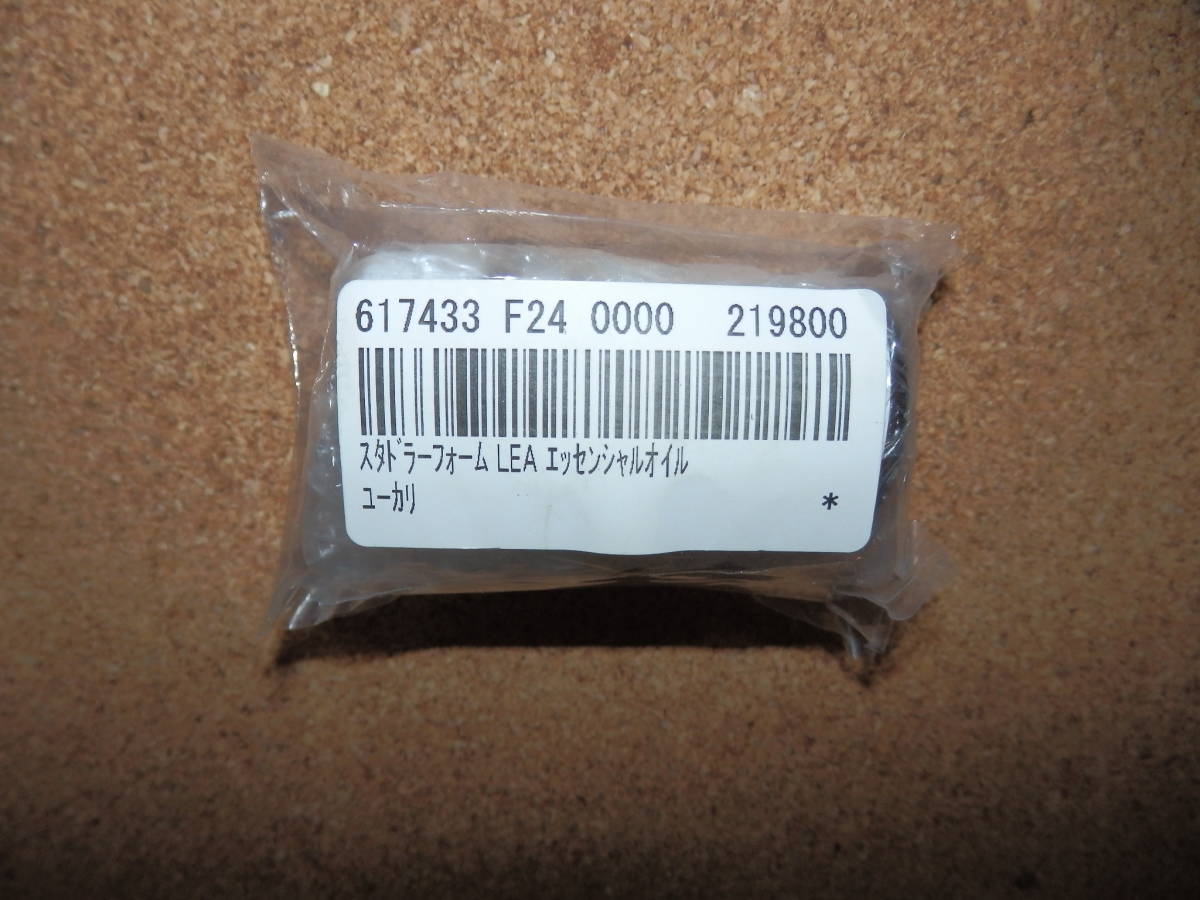 617433 F24 0000 219800
ｽﾀﾄﾞﾗｰﾌｫｰﾑ LEA ｴｯｾﾝｼｬﾙｵｲﾙ
ﾕｰｶﾘ *